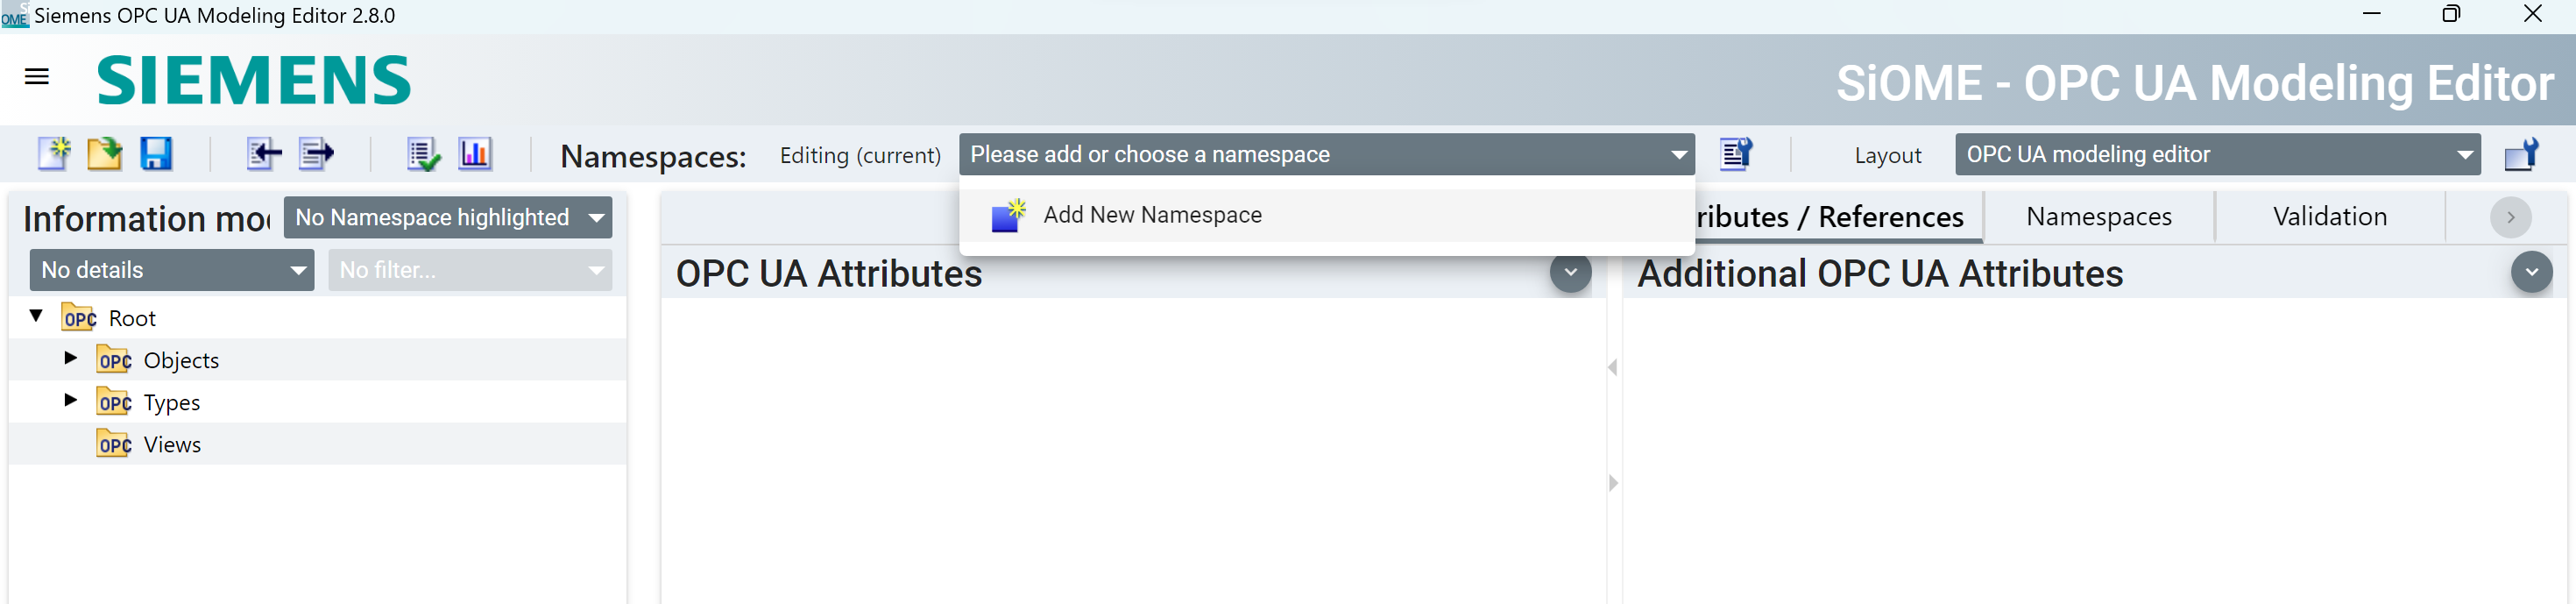 Siemens OPC UA Modeling Editor 2.8.0
SIEMENS
SiOME - OPC UA Modeling Editor
Namespaces: Editing (current) Please add or choose a namespace Layout OPC UA modeling editor
Add New Namespace
Information mo No Namespace highlighted
ributes / References Namespaces Validation
No details No filter...
OPC UA Attributes Additional OPC UA Attributes
OPC Root
OPC Objects
OPC Types
OPC Views